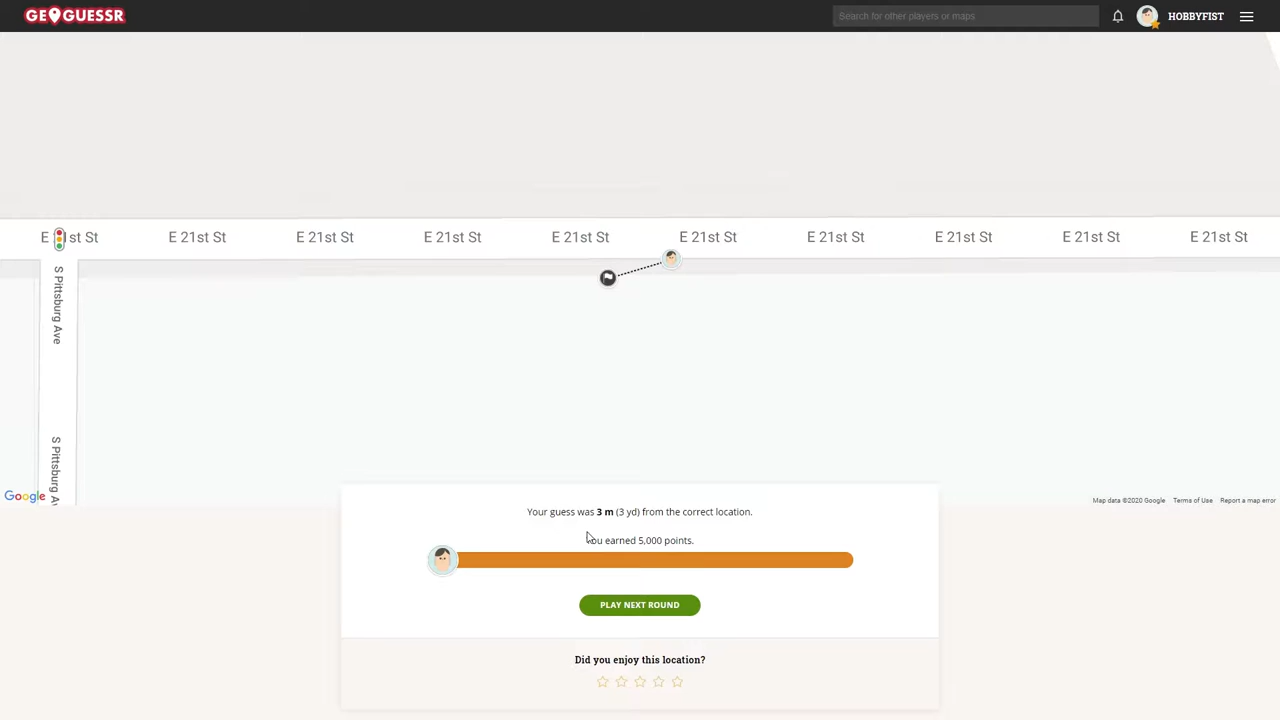 GEOGUESSR
Search for other players or maps
HOBBYFIST
E 21st St E 21st St E 21st St E 21st St E 21st St E 21st St E 21st St E 21st St E 21st St E 21st St
S Pittsburg Ave
S Pittsburg Av
Google
Map data ©2020 Google Terms of Use Report a map error
Your guess was 3 m (3 yd) from the correct location.
You earned 5,000 points.
PLAY NEXT ROUND
Did you enjoy this location?